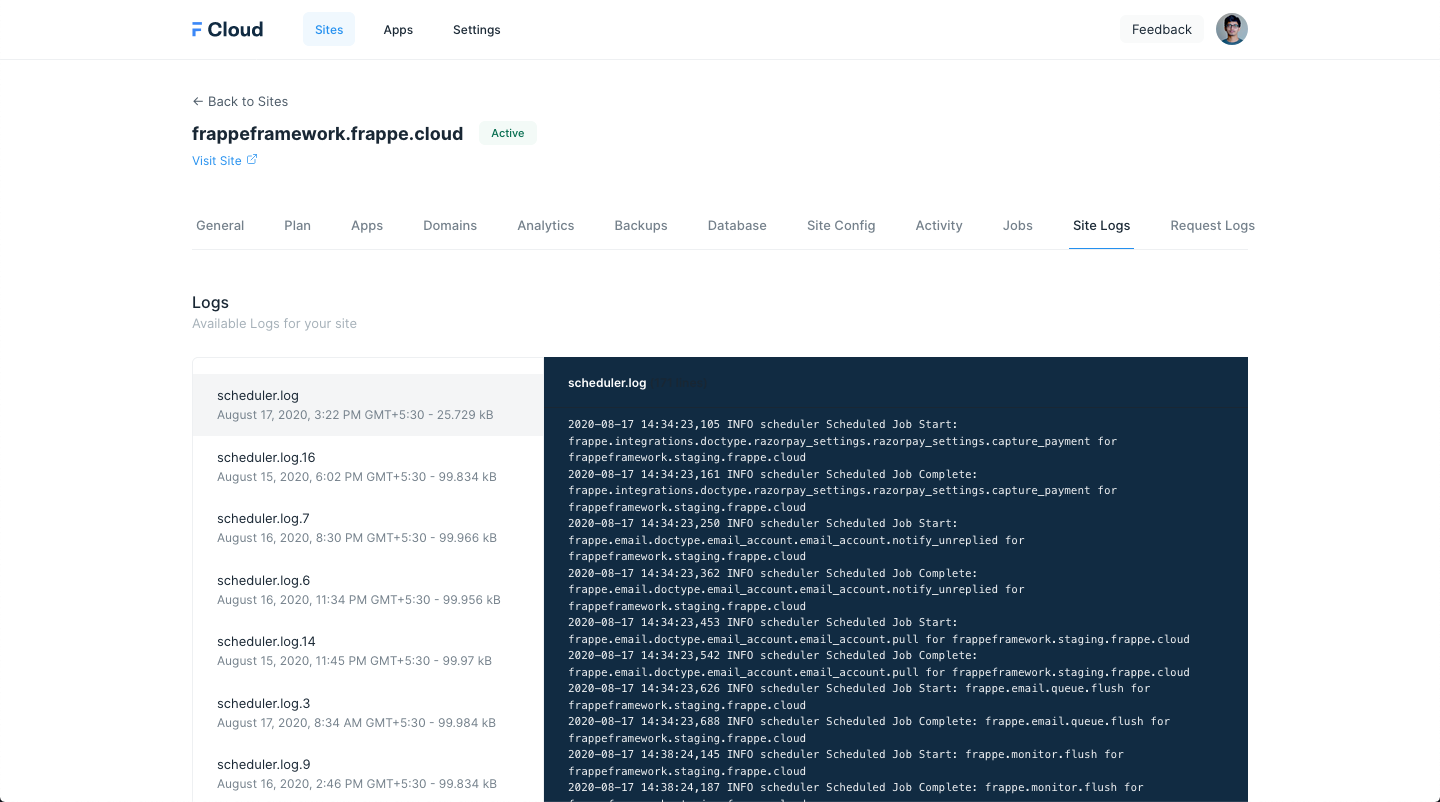 Cloud
Sites
Apps
Settings
Feedback
← Back to Sites
frappeframework.frappe.cloud
Active
Visit Site
General
Plan
Apps
Domains
Analytics
Backups
Database
Site Config
Activity
Jobs
Site Logs
Request Logs
Logs
Available Logs for your site
scheduler.log
August 17, 2020, 3:22 PM GMT+5:30 - 25.729 kB
scheduler.log.16
August 15, 2020, 6:02 PM GMT+5:30 - 99.834 kB
scheduler.log.7
August 16, 2020, 8:30 PM GMT+5:30 - 99.966 kB
scheduler.log.6
August 16, 2020, 11:34 PM GMT+5:30 - 99.956 kB
scheduler.log.14
August 15, 2020, 11:45 PM GMT+5:30 - 99.97 kB
scheduler.log.3
August 17, 2020, 8:34 AM GMT+5:30 - 99.984 kB
scheduler.log.9
August 16, 2020, 2:46 PM GMT+5:30 - 99.834 kB
scheduler.log
2020-08-17 14:34:23,105 INFO scheduler Scheduled Job Start:
frappe.integrations.doctype.razorpay_settings.razorpay_settings.capture_payment for
frappeframework.staging.frappe.cloud
2020-08-17 14:34:23,161 INFO scheduler Scheduled Job Complete:
frappe.integrations.doctype.razorpay_settings.razorpay_settings.capture_payment for
frappeframework.staging.frappe.cloud
2020-08-17 14:34:23,250 INFO scheduler Scheduled Job Start:
frappe.email.doctype.email_account.email_account.notify_unreplied for
frappeframework.staging.frappe.cloud
2020-08-17 14:34:23,362 INFO scheduler Scheduled Job Complete:
frappe.email.doctype.email_account.email_account.notify_unreplied for
frappeframework.staging.frappe.cloud
2020-08-17 14:34:23,453 INFO scheduler Scheduled Job Start:
frappe.email.doctype.email_account.email_account.pull for frappeframework.staging.frappe.cloud
2020-08-17 14:34:23,542 INFO scheduler Scheduled Job Complete:
frappe.email.doctype.email_account.email_account.pull for frappeframework.staging.frappe.cloud
2020-08-17 14:34:23,626 INFO scheduler Scheduled Job Start: frappe.email.queue.flush for
frappeframework.staging.frappe.cloud
2020-08-17 14:34:23,688 INFO scheduler Scheduled Job Complete: frappe.email.queue.flush for
frappeframework.staging.frappe.cloud
2020-08-17 14:38:24,145 INFO scheduler Scheduled Job Start: frappe.monitor.flush for
frappeframework.staging.frappe.cloud
2020-08-17 14:38:24,187 INFO scheduler Scheduled Job Complete: frappe.monitor.flush for